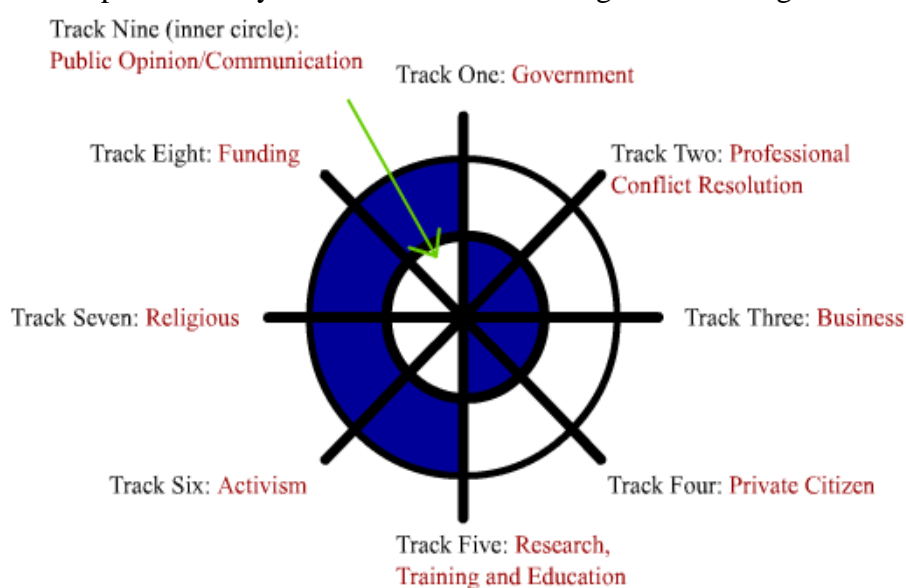 Track Nine (inner circle):
Public Opinion/Communication
Track One: Government
Track Eight: Funding
Track Two: Professional
Conflict Resolution
Track Seven: Religious
Track Three: Business
Track Six: Activism
Track Four: Private Citizen
Track Five: Research,
Training and Education